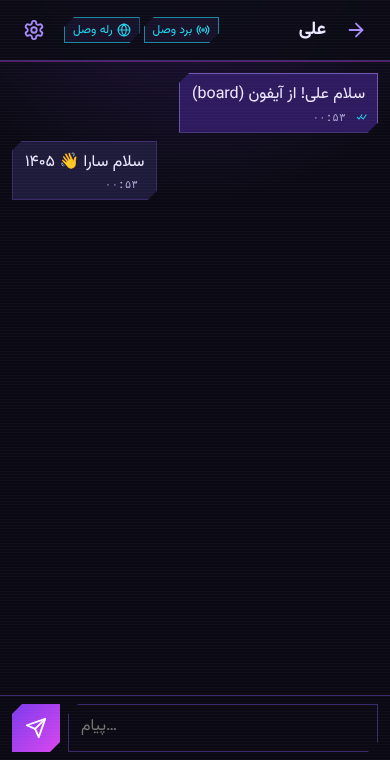 علی
برد وصل
رله وصل
سلام علی! از آیفون (board)
۰۰:۵۳
سلام سارا 👋 ۱۴۰۵
۰۰:۵۳
پیام...